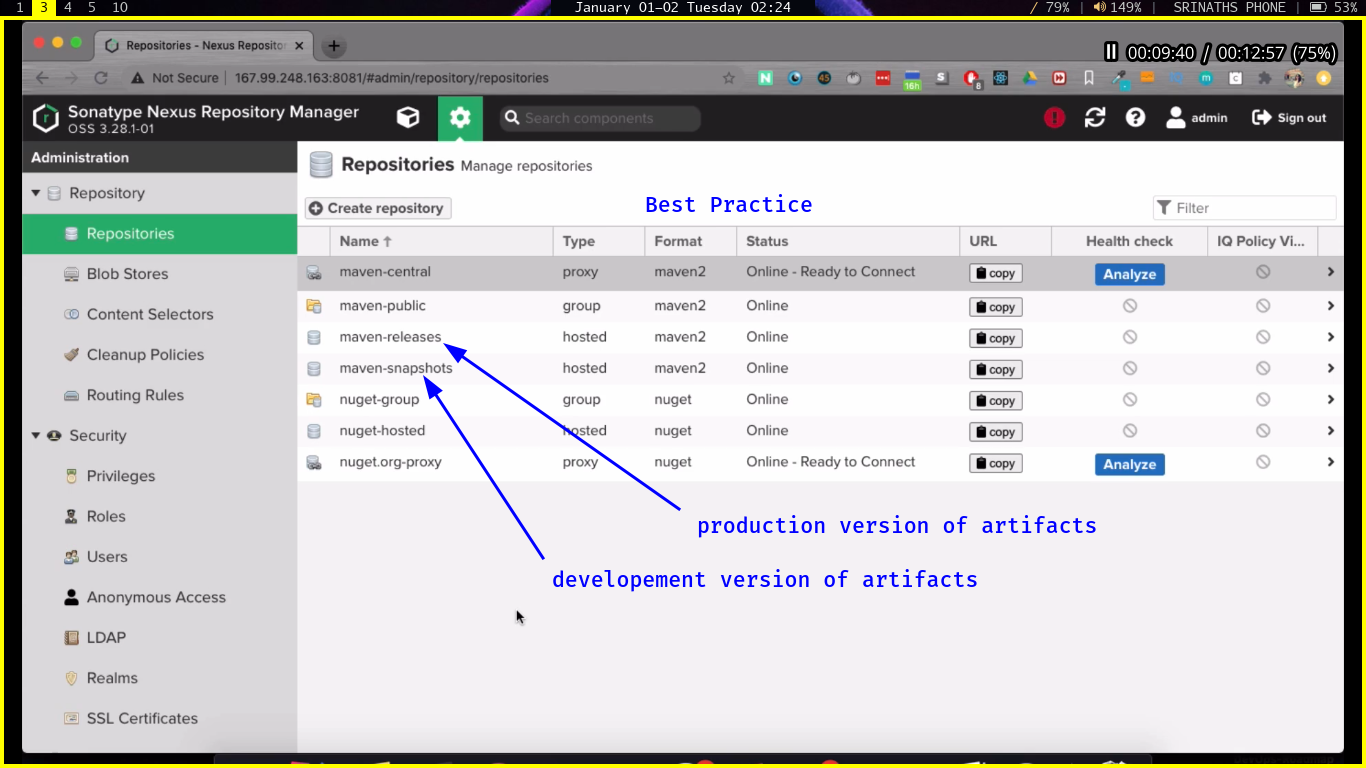 1 3 4 5 10 January 01-02 Tuesday 02:24 / 79% | 149% | SRINATHS PHONE | 53%
Repositories - Nexus Repositor
00:09:40 / 00:12:57 (75%)
Not Secure | 167.99.248.163:8081/#admin/repository/repositories
16h
8
Sonatype Nexus Repository Manager
OSS 3.28.1-01
Search components
admin
Sign out
Administration
Repository
Repositories
Blob Stores
Content Selectors
Cleanup Policies
Routing Rules
Security
Privileges
Roles
Users
Anonymous Access
LDAP
Realms
SSL Certificates
Repositories Manage repositories
Create repository
Best Practice
Filter
Name Type Format Status URL Health check IQ Policy Vi...
maven-central proxy maven2 Online - Ready to Connect copy Analyze
maven-public group maven2 Online copy
maven-releases hosted maven2 Online copy
maven-snapshots hosted maven2 Online copy
nuget-group group nuget Online copy
nuget-hosted hosted nuget Online copy
nuget.org-proxy proxy nuget Online - Ready to Connect copy Analyze
production version of artifacts
developement version of artifacts